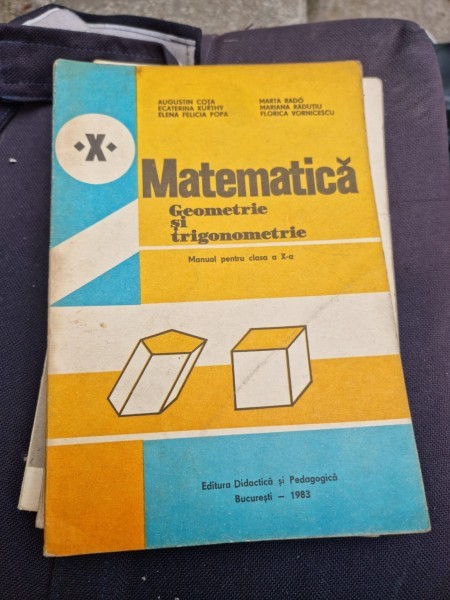 AUGUSTIN COȚA
ECATERINA KURTHY
ELENA FELICIA POPA
MARTA RADÓ
MARIANA RĂDUȚIU
FLORICA VORNICESCU
·X·
Matematică
Geometrie
și
trigonometrie
Manual pentru clasa a X-a
Editura Didactică și Pedagogică
București — 1983